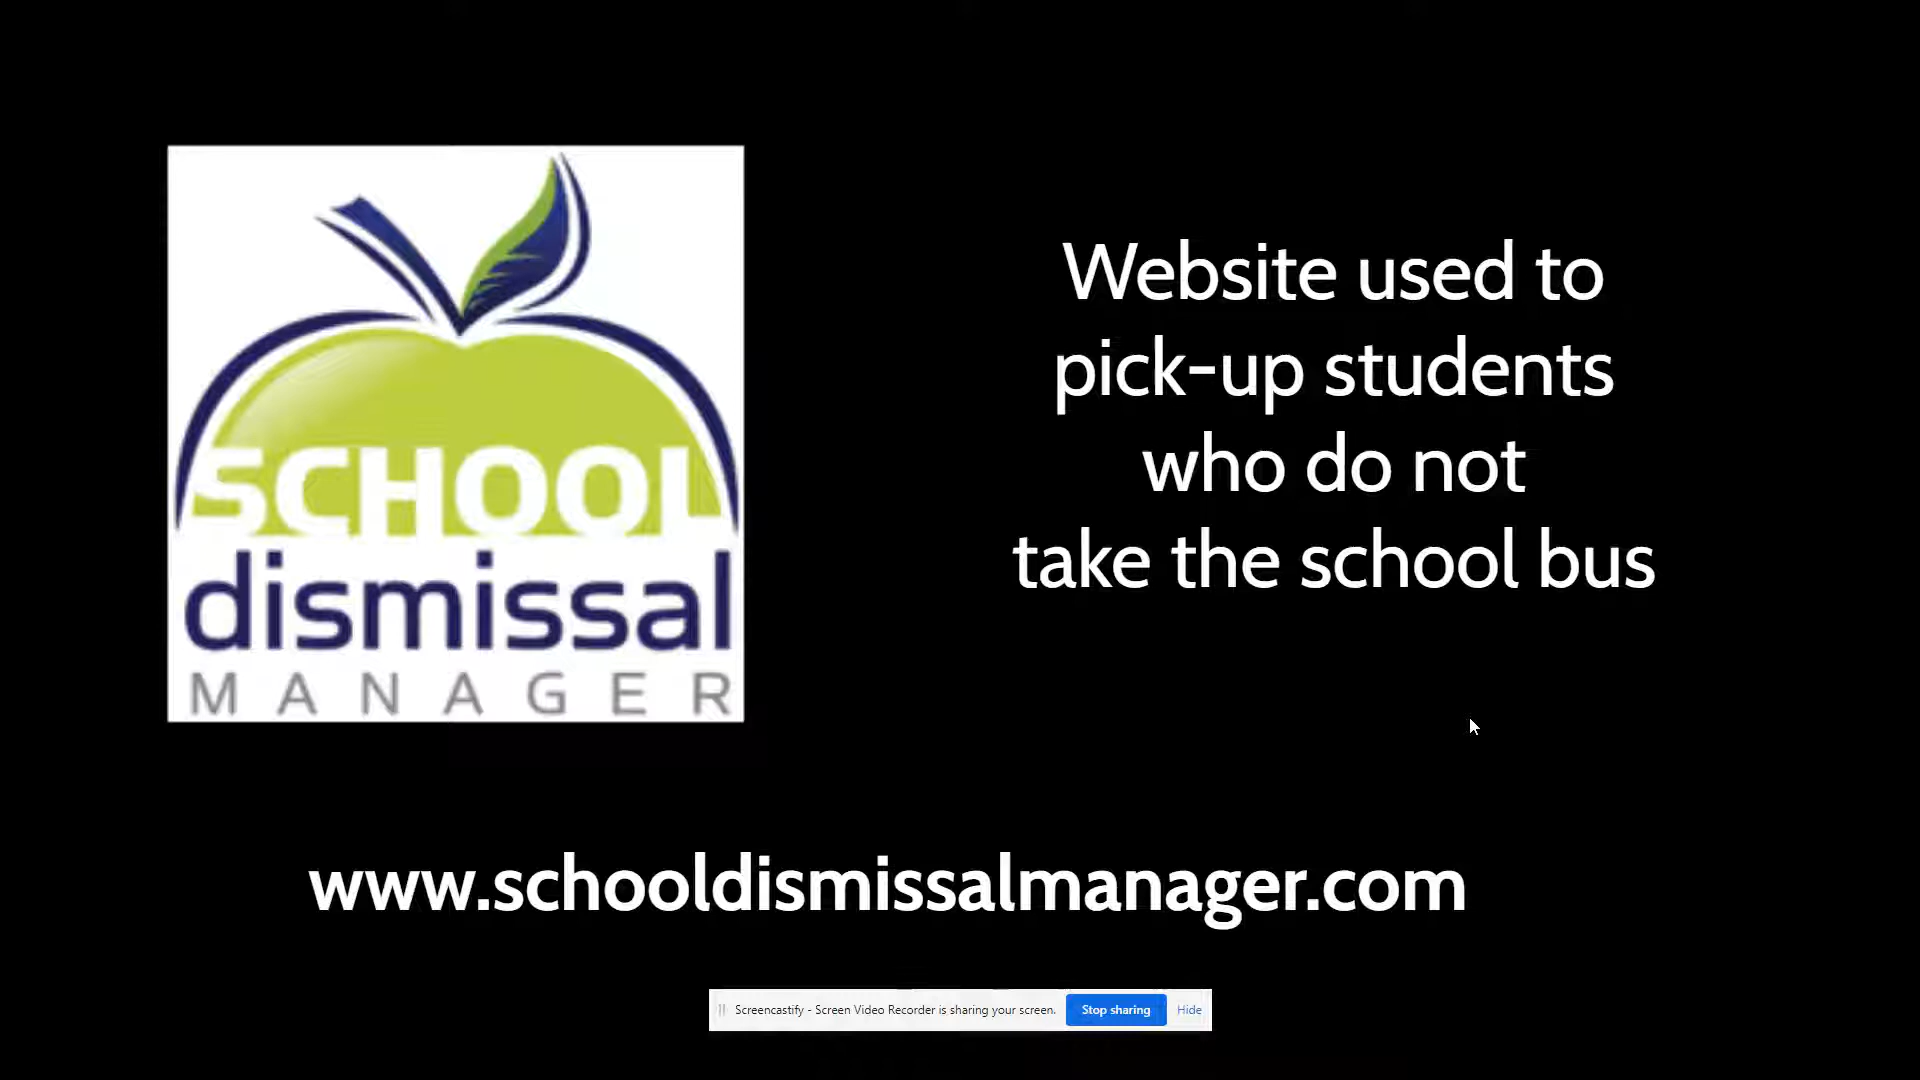 SCHOOL
dismissal
MANAGER
Website used to
pick-up students
who do not
take the school bus
www.schooldismissalmanager.com
Screencastify - Screen Video Recorder is sharing your screen. Stop sharing Hide